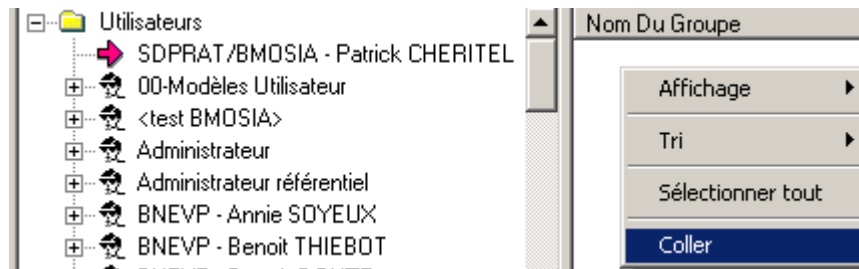 Utilisateurs
SDPRAT/BMOSIA - Patrick CHERITEL
00-Modèles Utilisateur
<test BMOSIA>
Administrateur
Administrateur référentiel
BNEVP - Annie SOYEUX
BNEVP - Benoit THIEBOT
Nom Du Groupe
Affichage
Tri
Sélectionner tout
Coller